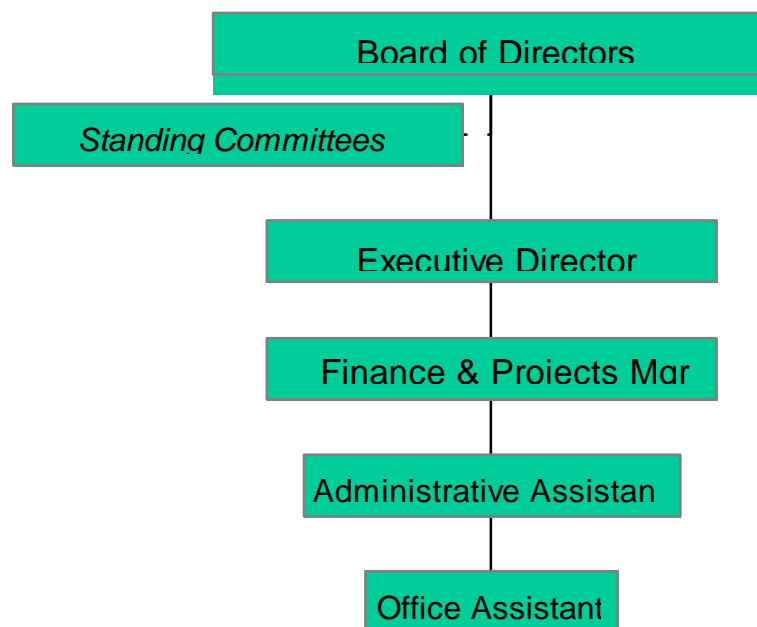 Board of Directors
Standing Committees
Executive Director
Finance & Projects Mgr
Administrative Assistan
Office Assistant